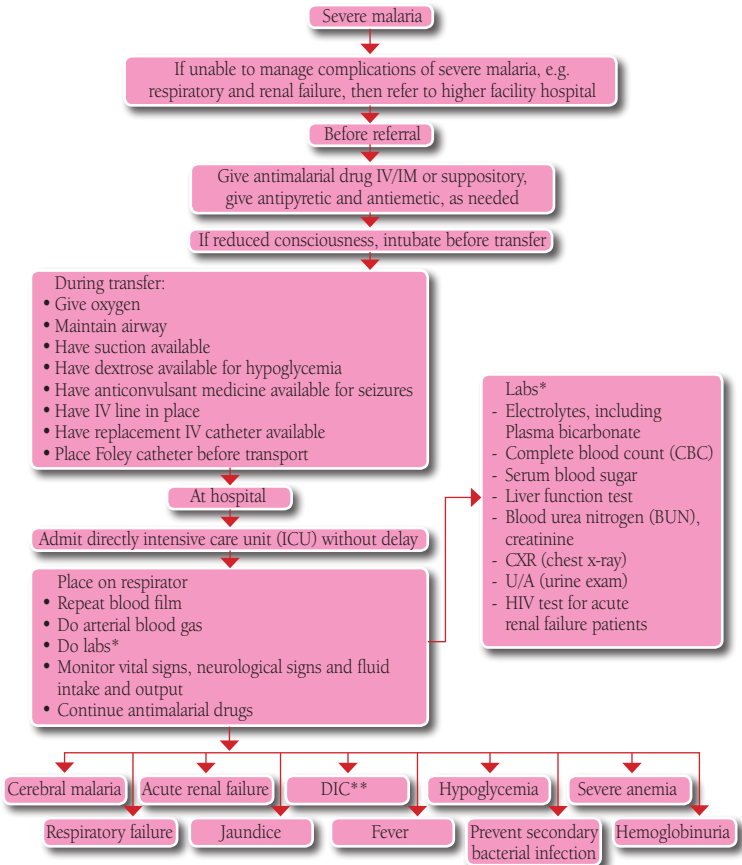 Severe malaria
If unable to manage complications of severe malaria, e.g.
respiratory and renal failure, then refer to higher facility hospital
Before referral
Give antimalarial drug IV/IM or suppository,
give antipyretic and antiemetic, as needed
If reduced consciousness, intubate before transfer
During transfer:
• Give oxygen
• Maintain airway
• Have suction available
• Have dextrose available for hypoglycemia
• Have anticonvulsant medicine available for seizures
• Have IV line in place
• Have replacement IV catheter available
• Place Foley catheter before transport
At hospital
Admit directly intensive care unit (ICU) without delay
Place on respirator
• Repeat blood film
• Do arterial blood gas
• Do labs*
• Monitor vital signs, neurological signs and fluid
intake and output
• Continue antimalarial drugs
Labs*
- Electrolytes, including
Plasma bicarbonate
- Complete blood count (CBC)
- Serum blood sugar
- Liver function test
- Blood urea nitrogen (BUN),
creatinine
- CXR (chest x-ray)
- U/A (urine exam)
- HIV test for acute
renal failure patients
Cerebral malaria
Acute renal failure
DIC**
Hypoglycemia
Severe anemia
Respiratory failure
Jaundice
Fever
Prevent secondary
bacterial infection
Hemoglobinuria